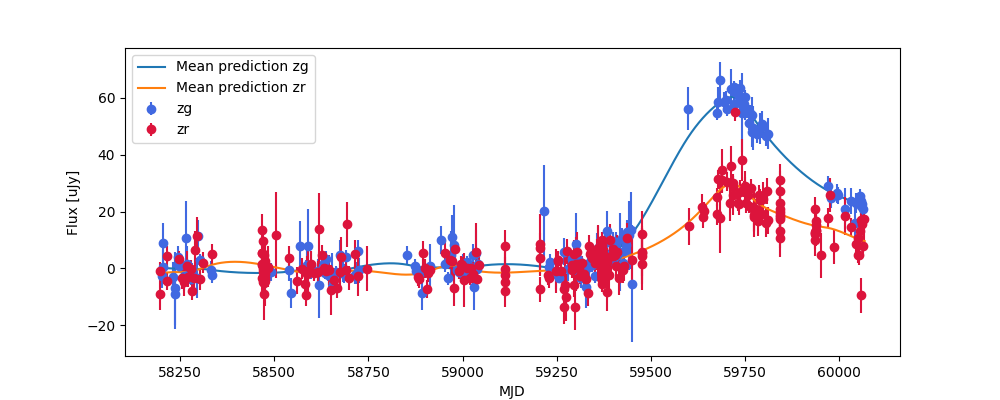 Mean prediction zg
Mean prediction zr
zg
zr
Flux [uJy]
60
40
20
0
−20
58250 58500 58750 59000 59250 59500 59750 60000
MJD